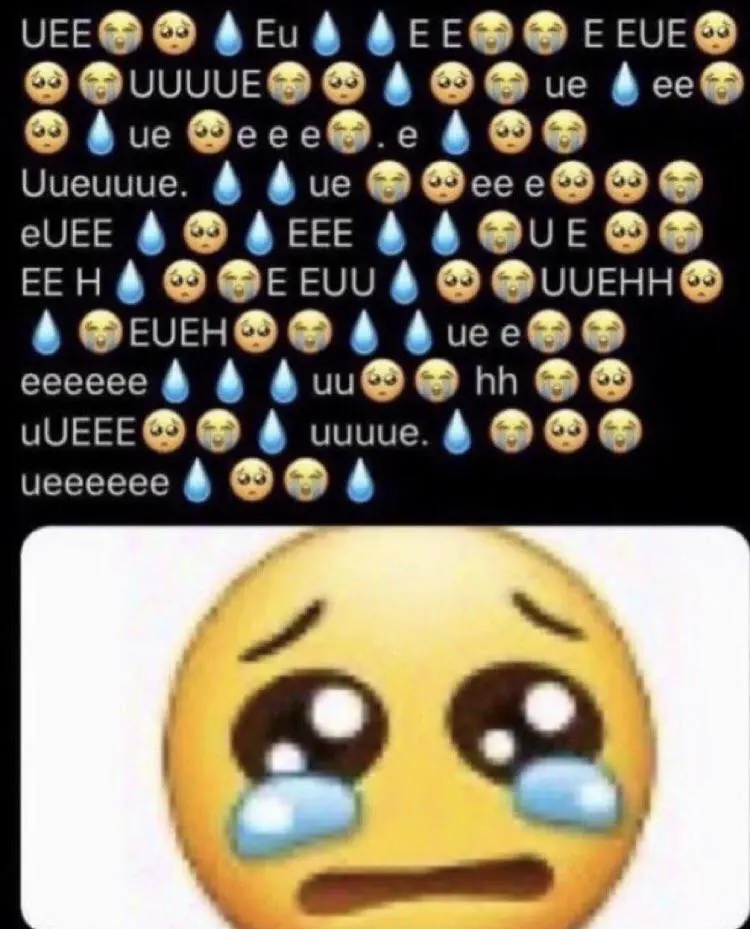 UEE😭🥺 💧Eu💧 💧E E😭😭 E EUE🥺
🥺😭UUUUE😭🥺 💧 🥺😭 ue 💧ee😭
🥺 💧ue 🥺e e e😭. e 💧 🥺😭
Uueuuue. 💧 💧ue 😭🥺ee e🥺🥺😭
eUEE 💧 🥺 💧EEE 💧 💧 😭U E 🥺😭
EE H💧 🥺 😭E EUU💧 🥺 😭UUEHH🥺
💧 😭EUEH🥺 😭 💧 💧ue e😭 😭
eeeeee💧 💧 💧 uu🥺😭 hh 😭🥺
uUEEE🥺😭 💧 uuuue. 💧 😭🥺😭
ueeeeee💧 🥺😭 💧